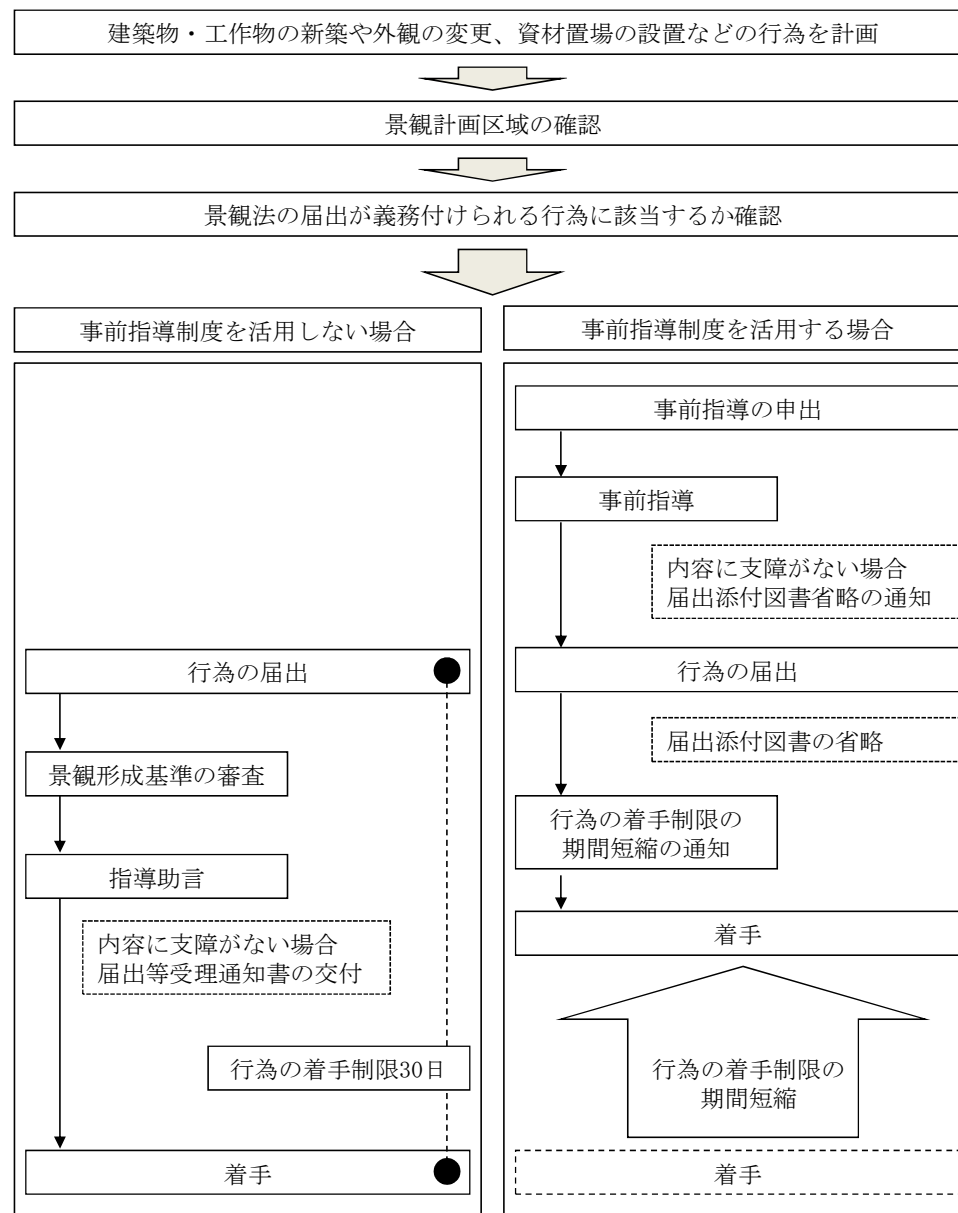 建築物・工作物の新築や外観の変更、資材置場の設置などの行為を計画
景観計画区域の確認
景観法の届出が義務付けられる行為に該当するか確認
事前指導制度を活用しない場合
行為の届出
景観形成基準の審査
指導助言
内容に支障がない場合
届出等受理通知書の交付
行為の着手制限30日
着手
事前指導制度を活用する場合
事前指導の申出
事前指導
内容に支障がない場合
届出添付図書省略の通知
行為の届出
届出添付図書の省略
行為の着手制限の
期間短縮の通知
着手
行為の着手制限の
期間短縮
着手